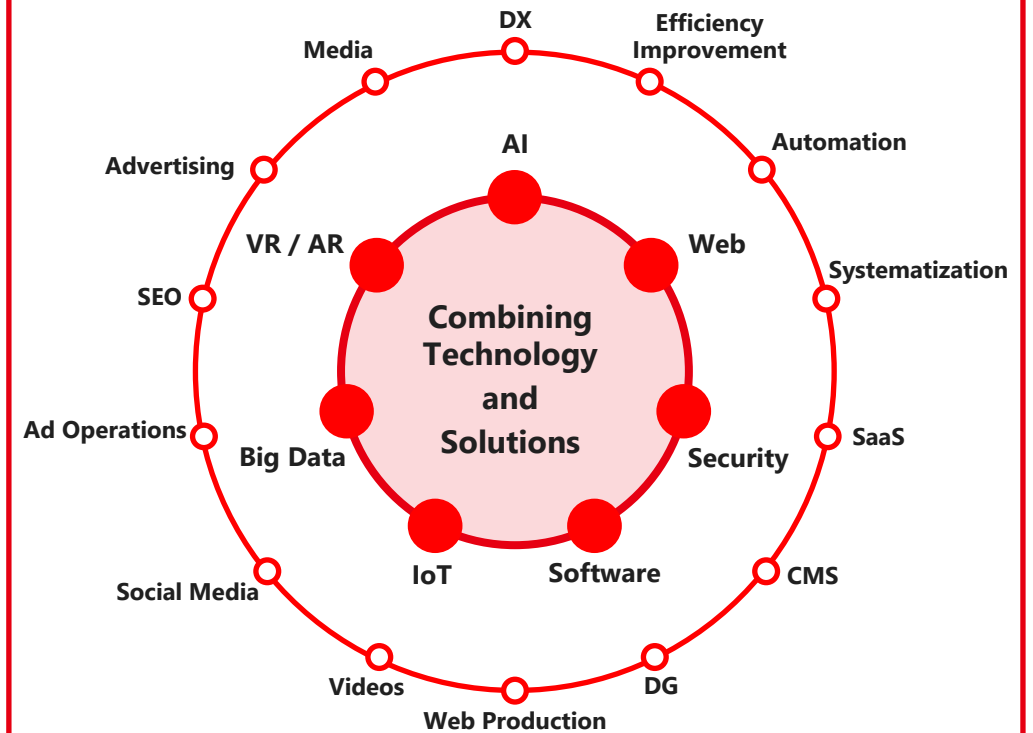 DX
Efficiency
Improvement
Media
Automation
Advertising
AI
VR / AR
Web
Systematization
SEO
Combining
Technology
and
Solutions
Ad Operations
SaaS
Big Data
Security
IoT
Software
CMS
Social Media
Videos
DG
Web Production